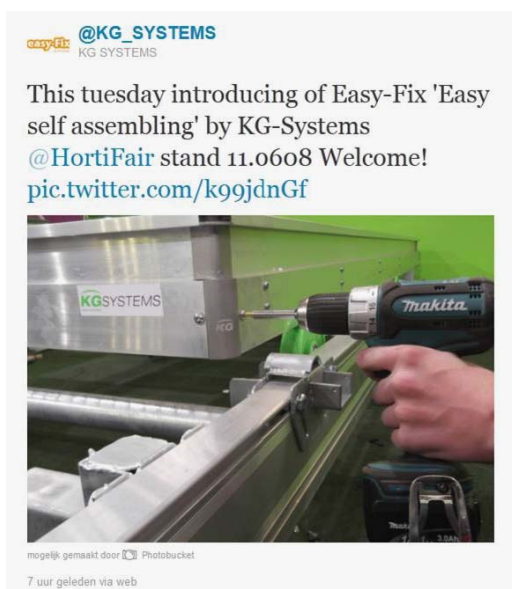 easy-fix
@KG_SYSTEMS
KG SYSTEMS
This tuesday introducing of Easy-Fix 'Easy
self assembling' by KG-Systems
@HortiFair stand 11.0608 Welcome!
pic.twitter.com/k99jdnGf
KGSYSTEMS
KG
makita
3.0Ah
mogelijk gemaakt door Photobucket
7 uur geleden via web